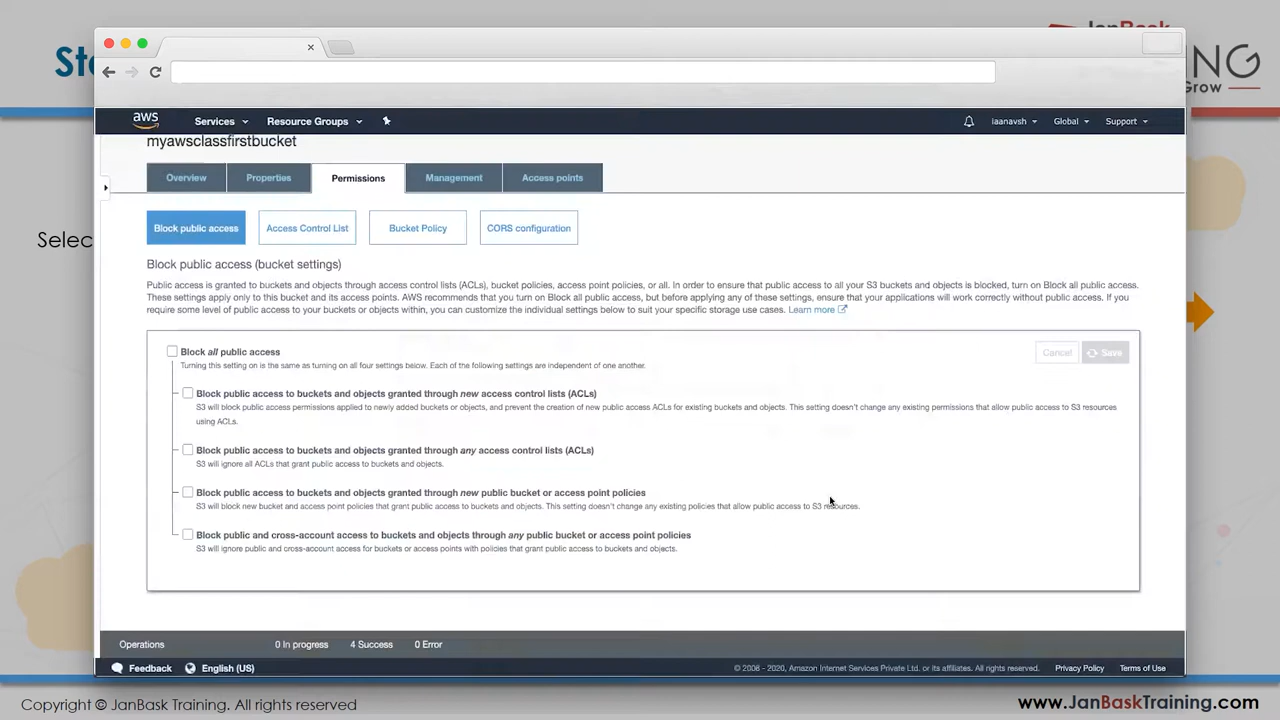 Sto
JanBask
NING
Grow
Selec
aws
Services
Resource Groups
iaanavsh
Global
Support
myawsclassfirstbucket
Overview
Properties
Permissions
Management
Access points
Block public access
Access Control List
Bucket Policy
CORS configuration
Block public access (bucket settings)
Public access is granted to buckets and objects through access control lists (ACLs), bucket policies, access point policies, or all. In order to ensure that public access to all your S3 buckets and objects is blocked, turn on Block all public access.
These settings apply only to this bucket and its access points. AWS recommends that you turn on Block all public access, but before applying any of these settings, ensure that your applications will work correctly without public access. If you
require some level of public access to your buckets or objects within, you can customize the individual settings below to suit your specific storage use cases. Learn more
Block all public access
Cancel
Save
Turning this setting on is the same as turning on all four settings below. Each of the following settings are independent of one another.
Block public access to buckets and objects granted through new access control lists (ACLs)
S3 will block public access permissions applied to newly added buckets or objects, and prevent the creation of new public access ACLs for existing buckets and objects. This setting doesn't change any existing permissions that allow public access to S3 resources
using ACLs.
Block public access to buckets and objects granted through any access control lists (ACLs)
S3 will ignore all ACLs that grant public access to buckets and objects.
Block public access to buckets and objects granted through new public bucket or access point policies
S3 will block new bucket and access point policies that grant public access to buckets and objects. This setting doesn't change any existing policies that allow public access to S3 resources.
Block public and cross-account access to buckets and objects through any public bucket or access point policies
S3 will ignore public and cross-account access for buckets or access points with policies that grant public access to buckets and objects.
Operations
0 In progress
4 Success
0 Error
Feedback
English (US)
© 2008 - 2020, Amazon Internet Services Private Ltd. or its affiliates. All rights reserved.
Privacy Policy
Terms of Use
Copyright © JanBask Training. All rights reserved
www.JanBaskTraining.com